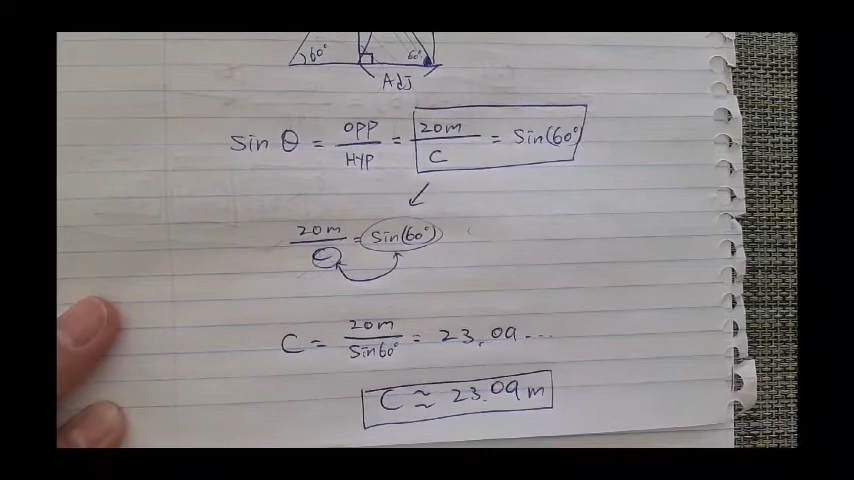 60° 60°
Adj
Sin θ = OPP/HYP = 20m/C = Sin(60°)
20m/C = Sin(60°)
C = 20m/Sin60° = 23.09...
C ≈ 23.09m